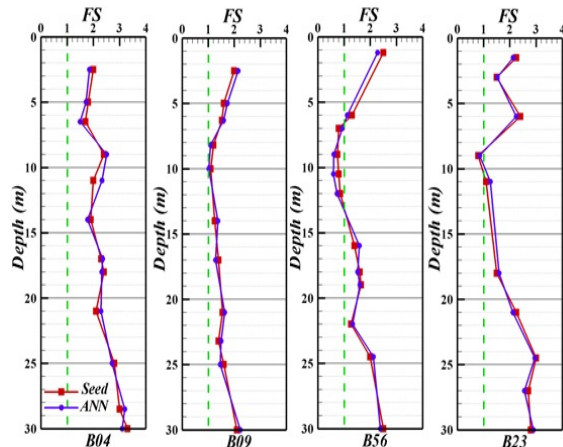 FS FS FS FS
0 1 2 3 4 0 1 2 3 4 0 1 2 3 4 0 1 2 3 4
0 0 0 0
5 5 5 5
10 10 10 10
15 15 15 15
20 20 20 20
25 25 25 25
30 30 30 30
Depth (m) Depth (m) Depth (m) Depth (m)
Seed
ANN
B04 B09 B56 B23